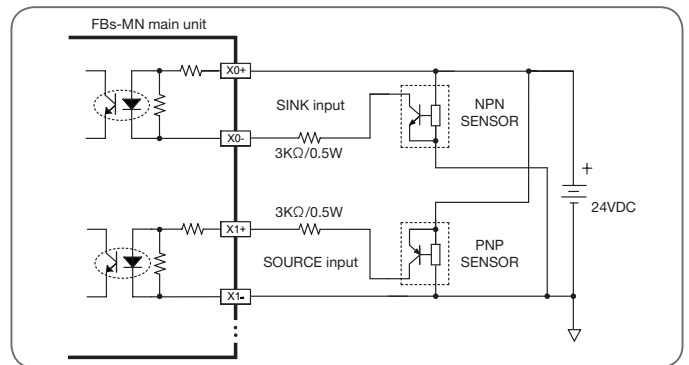 FBs-MN main unit
X0+
SINK input
NPN
SENSOR
X0-
3KΩ/0.5W
+
24VDC
3KΩ/0.5W
X1+
SOURCE input
PNP
SENSOR
X1-